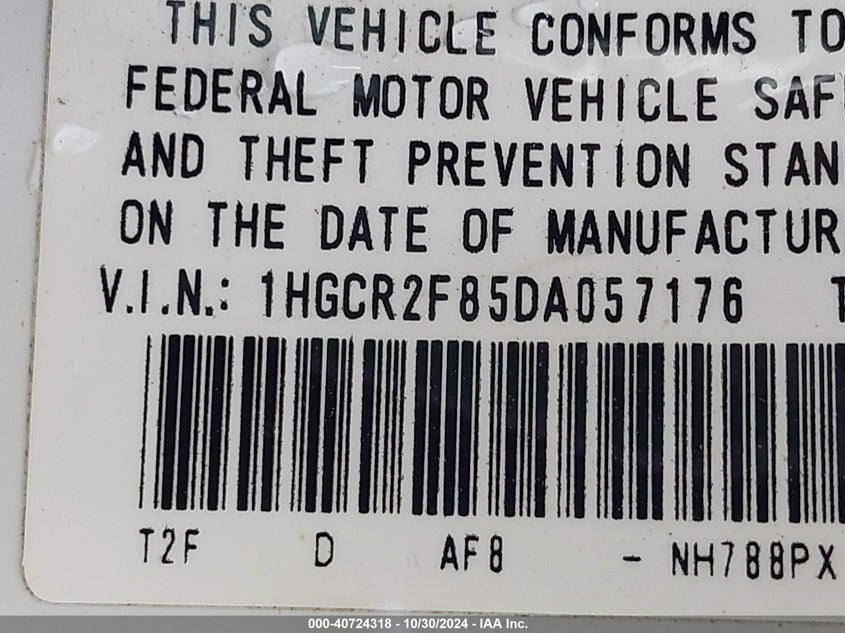 THIS VEHICLE CONFORMS TO
FEDERAL MOTOR VEHICLE SAF
AND THEFT PREVENTION STAN
ON THE DATE OF MANUFACTUR
V.I.N.: 1HGCR2F85DA057176 T
T2F D AF8 - NH788PX
000-40724318 - 10/30/2024 - IAA Inc.